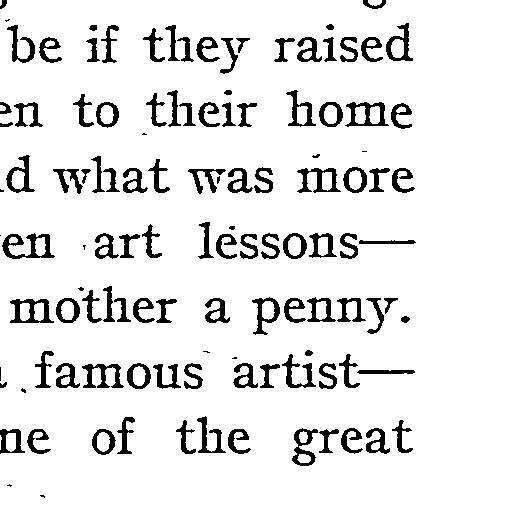 be if they raised
en to their home
d what was more
en art lessons—
mother a penny.
famous artist—
ne of the great